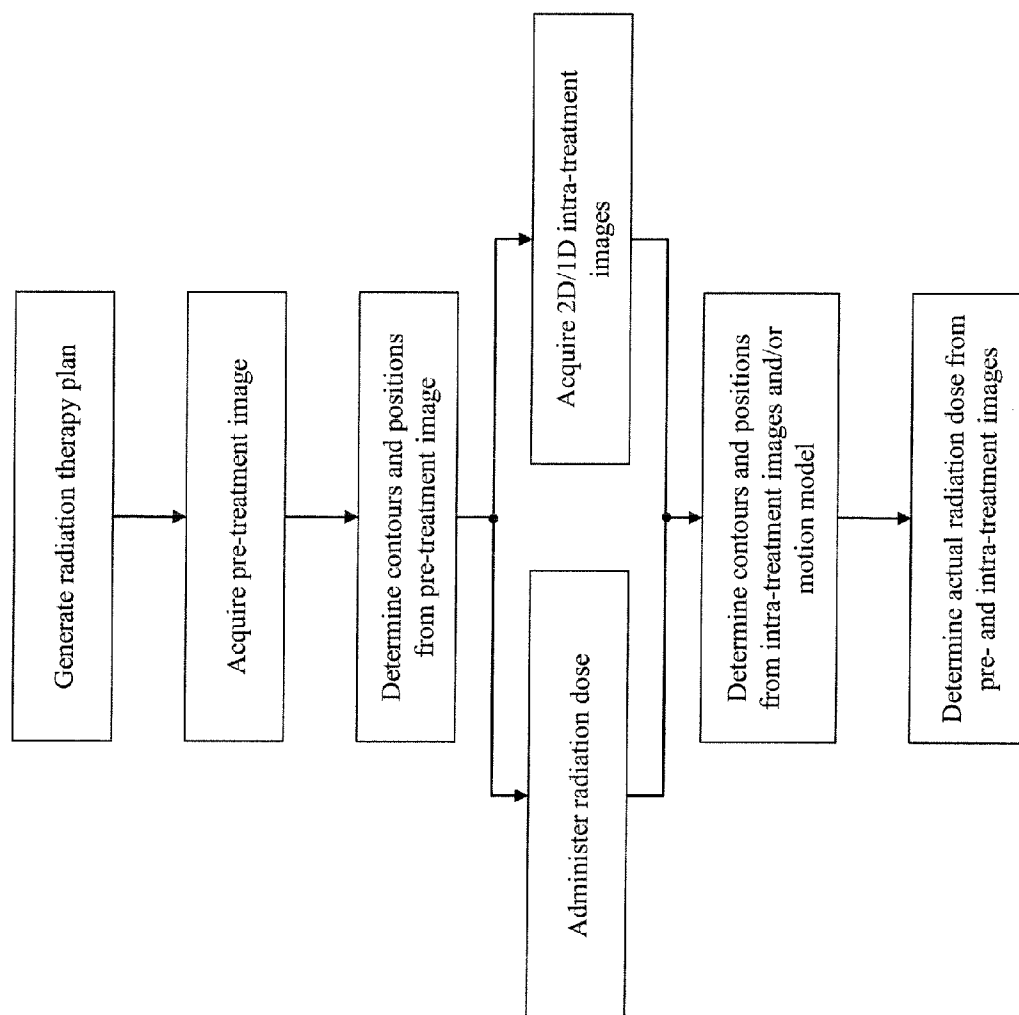 Generate radiation therapy plan
Acquire pre-treatment image
Determine contours and positions
from pre-treatment image
Administer radiation dose
Acquire 2D/1D intra-treatment
images
Determine contours and positions
from intra-treatment images and/or
motion model
Determine actual radiation dose from
pre- and intra-treatment images